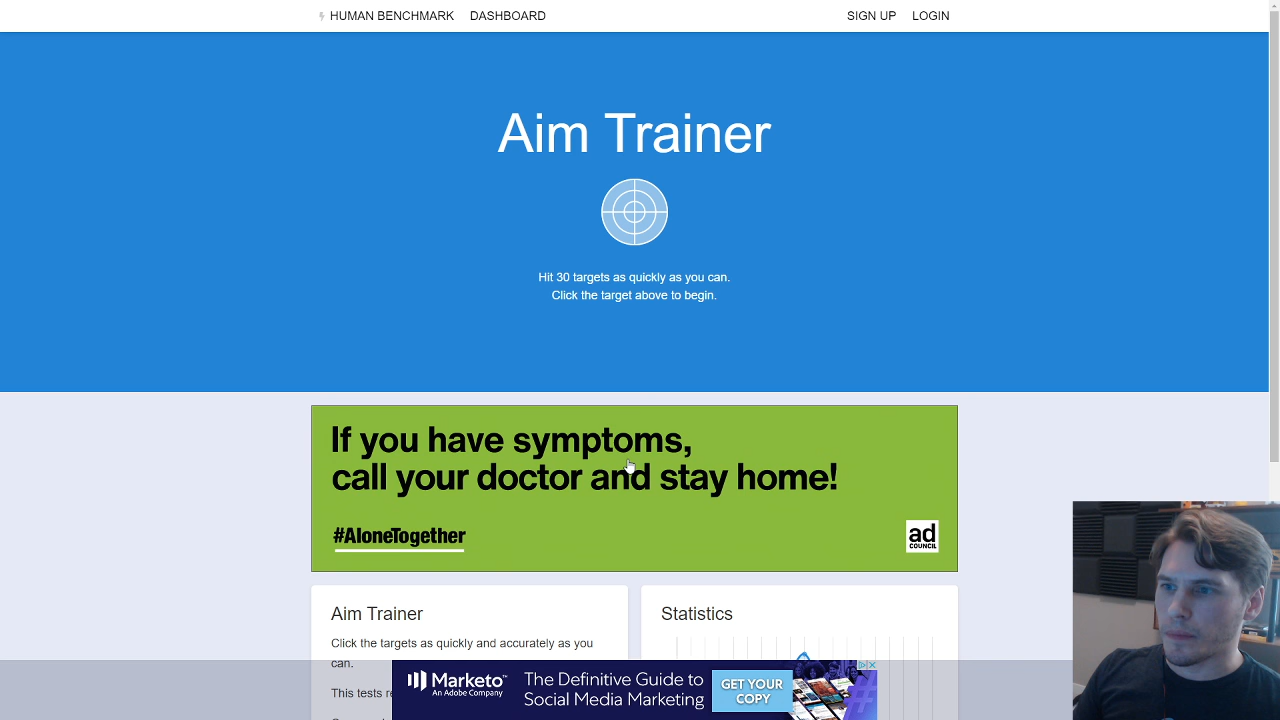 HUMAN BENCHMARK DASHBOARD SIGN UP LOGIN
Aim Trainer
Hit 30 targets as quickly as you can.
Click the target above to begin.
If you have symptoms,
call your doctor and stay home!
#AloneTogether
ad
COUNCIL
Aim Trainer
Click the targets as quickly and accurately as you
can.
This tests
Statistics
Marketo
An Adobe Company
The Definitive Guide to
Social Media Marketing
GET YOUR
COPY